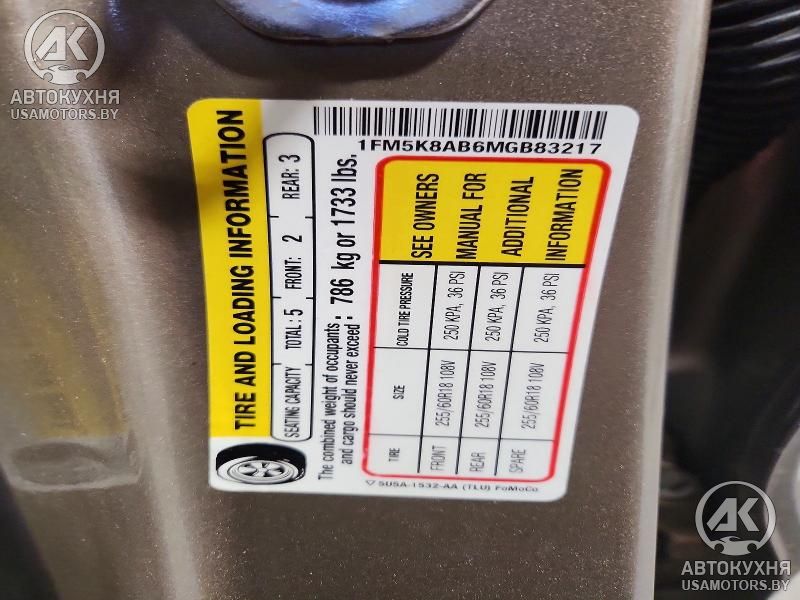 AK
АВТОКУХНЯ
USAMOTORS.BY
1FM5K8AB6MGB83217
TIRE AND LOADING INFORMATION
SEATING CAPACITY TOTAL: 5 FRONT: 2 REAR: 3
The combined weight of occupants
and cargo should never exceed : 786 kg or 1733 lbs.
TIRE SIZE COLD TIRE PRESSURE
FRONT 255/60R18 108V 250 KPA, 36 PSI
REAR 255/60R18 108V 250 KPA, 36 PSI
SPARE 255/60R18 108V 250 KPA, 36 PSI
SEE OWNERS
MANUAL FOR
ADDITIONAL
INFORMATION
5U5A-1532-AA (TLU) FoMoCo
AK
АВТОКУХНЯ
USAMOTORS.BY